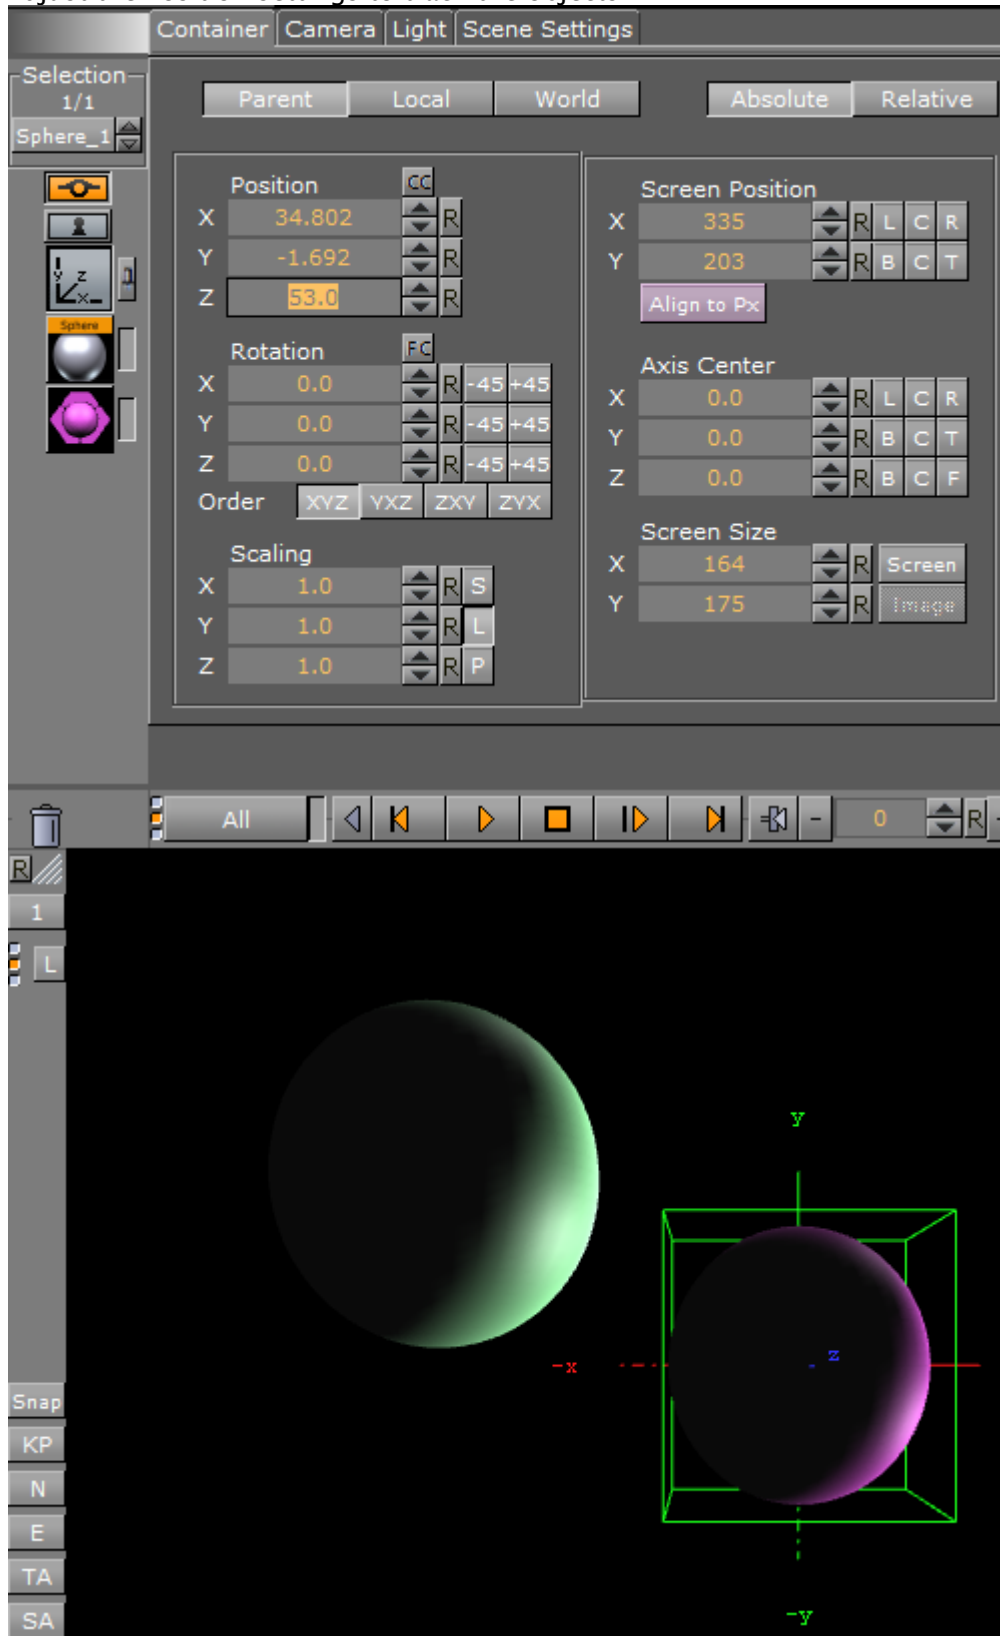 Container Camera Light Scene Settings
Selection
1/1
Sphere_1
Parent Local World Absolute Relative
Position CC
X 34.802 R
Y -1.692 R
Z 53.0 R
Rotation FC
X 0.0 R -45 +45
Y 0.0 R -45 +45
Z 0.0 R -45 +45
Order XYZ YXZ ZXY ZYX
Scaling
X 1.0 R S
Y 1.0 R L
Z 1.0 R P
Screen Position
X 335 R L C R
Y 203 R B C T
Align to Px
Axis Center
X 0.0 R L C R
Y 0.0 R B C T
Z 0.0 R B C F
Screen Size
X 164 R Screen
Y 175 R Image
y z x
Sphere
All - 0 R -
R
1
L
y
-x z
-y
Snap
KP
N
E
TA
SA